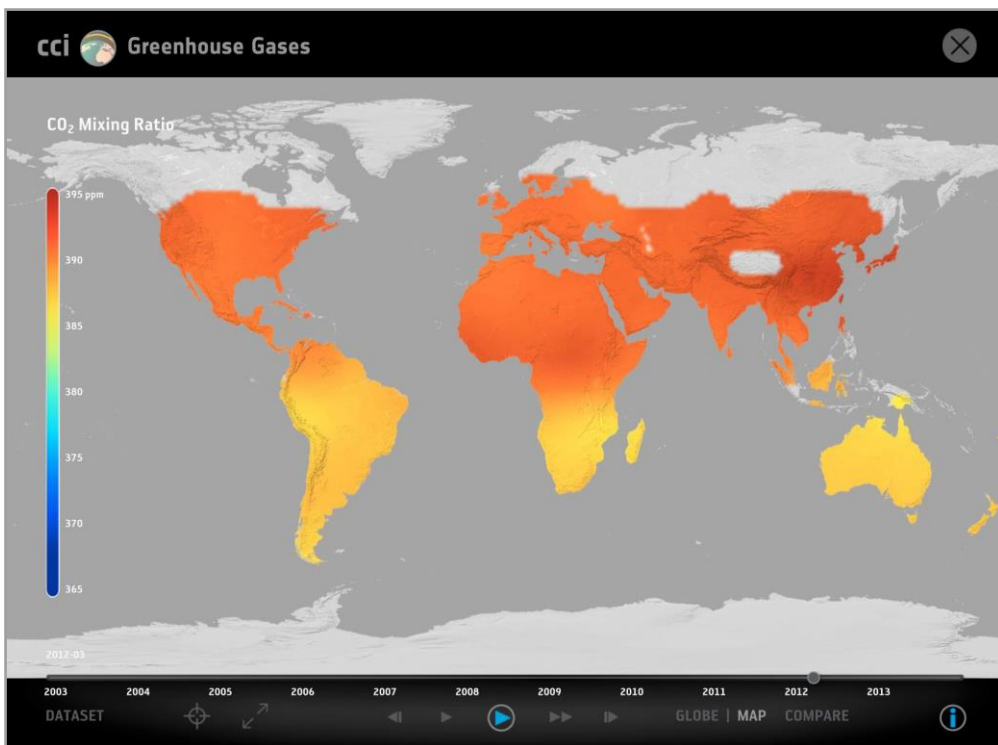 cci Greenhouse Gases
CO₂ Mixing Ratio
395 ppm
390
385
380
375
370
365
2012-03
2003 2004 2005 2006 2007 2008 2009 2010 2011 2012 2013
DATASET GLOBE | MAP COMPARE